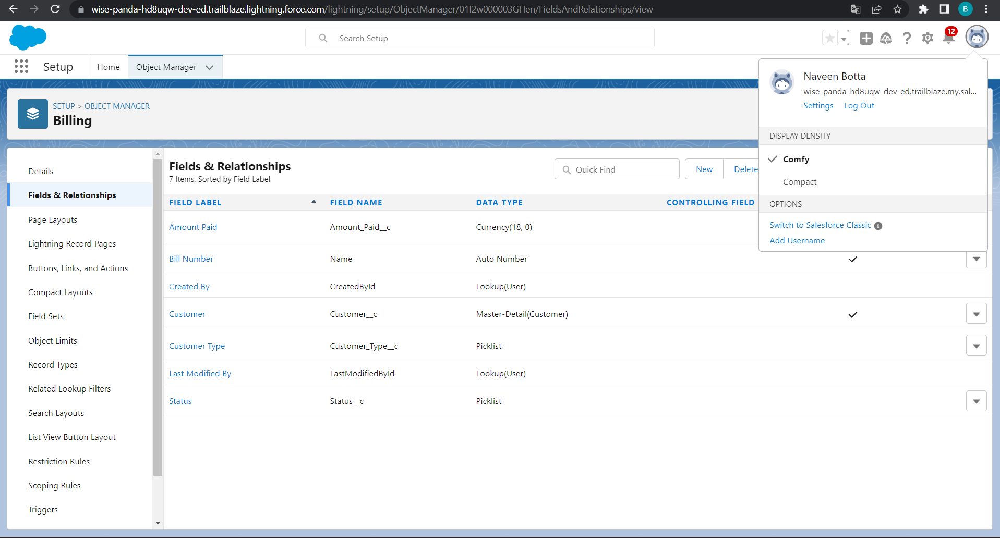 wise-panda-hd8uqw-dev-ed.trailblaze.lightning.force.com/lightning/setup/ObjectManager/01I2w000003GHen/FieldsAndRelationships/view
B
Search Setup
12
Setup
Home
Object Manager
Naveen Botta
wise-panda-hd8uqw-dev-ed.trailblaze.my.sal...
Settings Log Out
SETUP > OBJECT MANAGER
Billing
DISPLAY DENSITY
Comfy
Compact
OPTIONS
Switch to Salesforce Classic
Add Username
Details
Fields & Relationships
Page Layouts
Lightning Record Pages
Buttons, Links, and Actions
Compact Layouts
Field Sets
Object Limits
Record Types
Related Lookup Filters
Search Layouts
List View Button Layout
Restriction Rules
Scoping Rules
Triggers
Fields & Relationships
7 Items, Sorted by Field Label
Quick Find
New
Delete
FIELD LABEL FIELD NAME DATA TYPE CONTROLLING FIELD
Amount Paid Amount_Paid__c Currency(18, 0)
Bill Number Name Auto Number
Created By CreatedById Lookup(User)
Customer Customer__c Master-Detail(Customer)
Customer Type Customer_Type__c Picklist
Last Modified By LastModifiedById Lookup(User)
Status Status__c Picklist